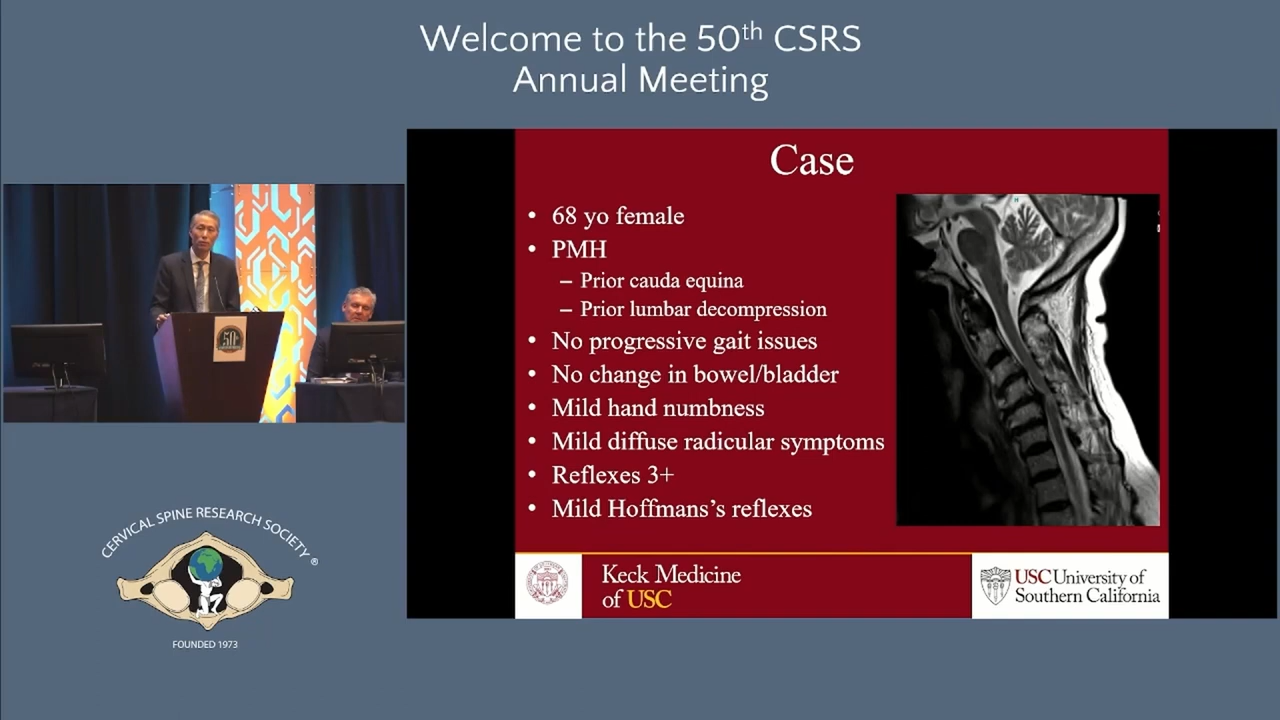 Welcome to the 50th CSRS
Annual Meeting
Case
• 68 yo female
• PMH
– Prior cauda equina
– Prior lumbar decompression
• No progressive gait issues
• No change in bowel/bladder
• Mild hand numbness
• Mild diffuse radicular symptoms
• Reflexes 3+
• Mild Hoffmans’s reflexes
Keck Medicine
of USC
USC University of
Southern California
50
CERVICAL SPINE RESEARCH SOCIETY ®
FOUNDED 1973